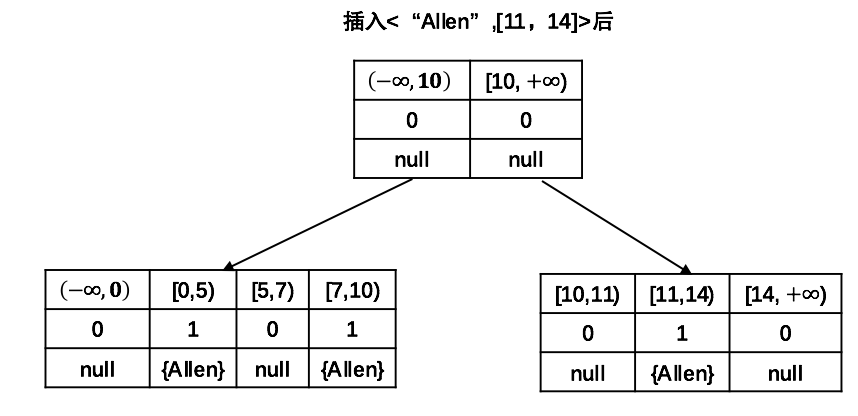 插入<“Allen”,[11，14]>后
(−∞,10) [10, +∞)
0 0
null null
(−∞,0) [0,5) [5,7) [7,10)
0 1 0 1
null {Allen} null {Allen}
[10,11) [11,14) [14, +∞)
0 1 0
null {Allen} null